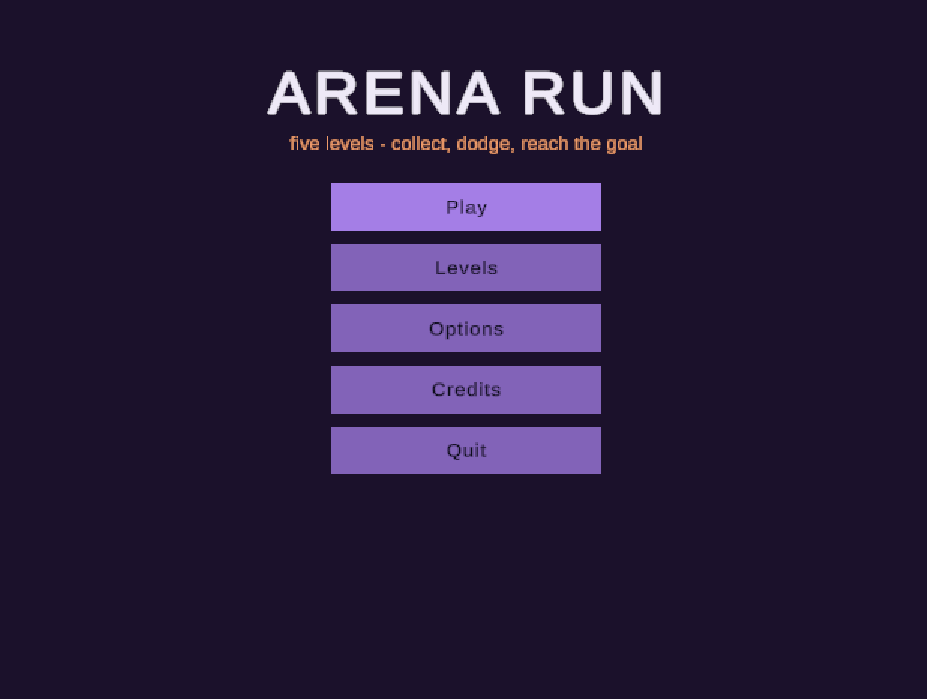 ARENA RUN
five levels - collect, dodge, reach the goal
Play
Levels
Options
Credits
Quit